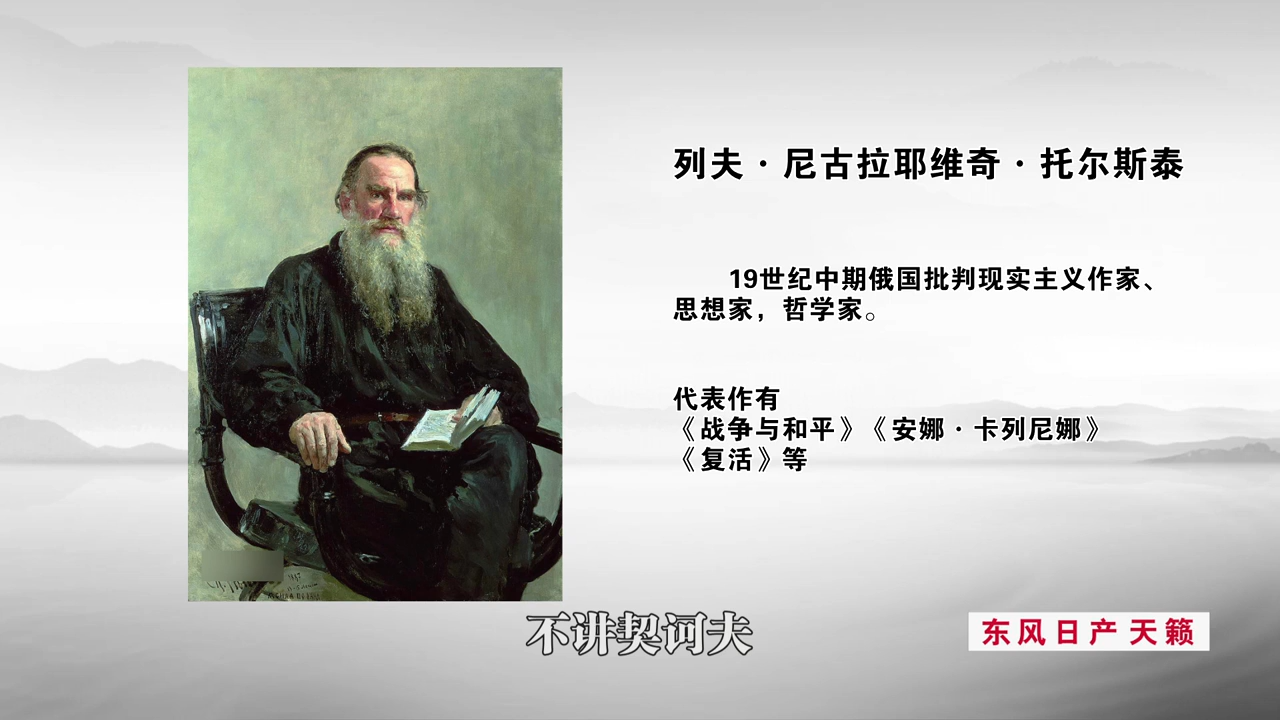 列夫·尼古拉耶维奇·托尔斯泰
19世纪中期俄国批判现实主义作家、
思想家，哲学家。
代表作有
《战争与和平》《安娜·卡列尼娜》
《复活》等
不讲契诃夫
东风日产 天籁